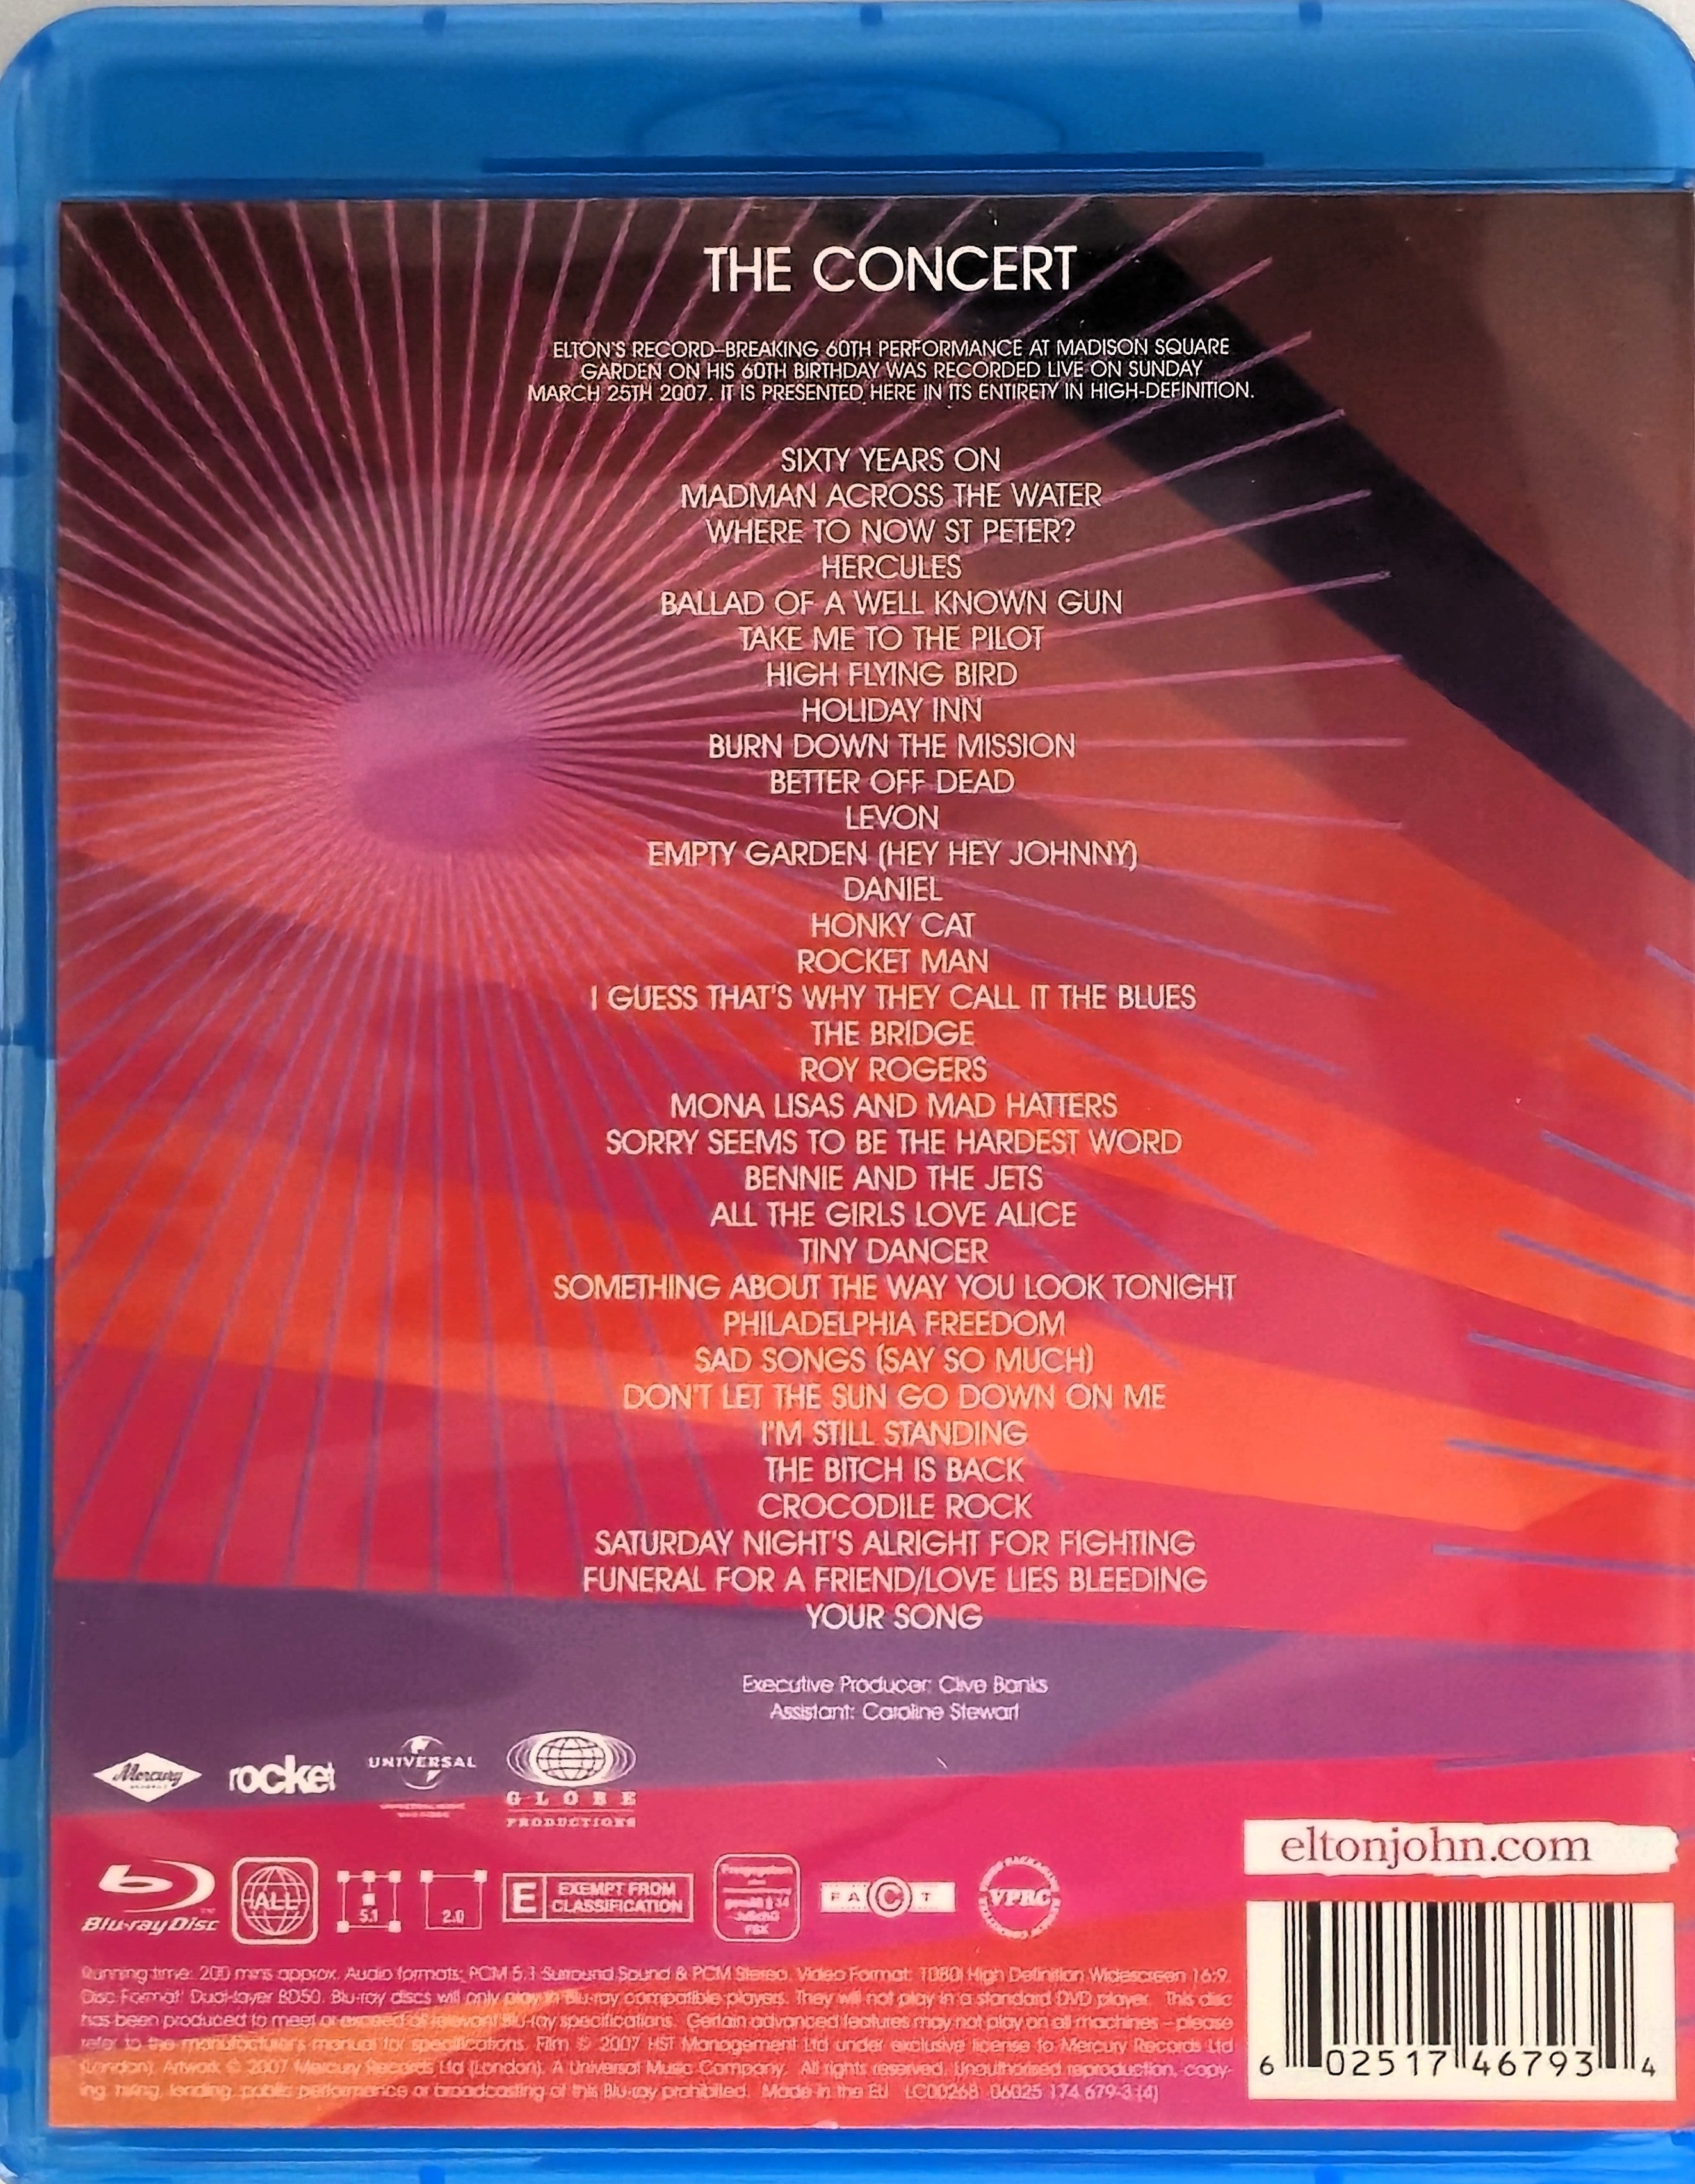 THE CONCERT
ELTON'S RECORD–BREAKING 60TH PERFORMANCE AT MADISON SQUARE
GARDEN ON HIS 60TH BIRTHDAY WAS RECORDED LIVE ON SUNDAY
MARCH 25TH 2007. IT IS PRESENTED HERE IN ITS ENTIRETY IN HIGH-DEFINITION.
SIXTY YEARS ON
MADMAN ACROSS THE WATER
WHERE TO NOW ST PETER?
HERCULES
BALLAD OF A WELL KNOWN GUN
TAKE ME TO THE PILOT
HIGH FLYING BIRD
HOLIDAY INN
BURN DOWN THE MISSION
BETTER OFF DEAD
LEVON
EMPTY GARDEN (HEY HEY JOHNNY)
DANIEL
HONKY CAT
ROCKET MAN
I GUESS THAT'S WHY THEY CALL IT THE BLUES
THE BRIDGE
ROY ROGERS
MONA LISAS AND MAD HATTERS
SORRY SEEMS TO BE THE HARDEST WORD
BENNIE AND THE JETS
ALL THE GIRLS LOVE ALICE
TINY DANCER
SOMETHING ABOUT THE WAY YOU LOOK TONIGHT
PHILADELPHIA FREEDOM
SAD SONGS (SAY SO MUCH)
DON'T LET THE SUN GO DOWN ON ME
I'M STILL STANDING
THE BITCH IS BACK
CROCODILE ROCK
SATURDAY NIGHT'S ALRIGHT FOR FIGHTING
FUNERAL FOR A FRIEND/LOVE LIES BLEEDING
YOUR SONG
Executive Producer: Clive Banks
Assistant: Caroline Stewart
Mercury
rocket
UNIVERSAL
GLOBE
PRODUCTIONS
eltonjohn.com
Blu-ray Disc
ALL
5.1
2.0
E EXEMPT FROM
CLASSIFICATION
FACT
VPRC
Running time: 200 mins approx. Audio formats: PCM 5.1 Surround Sound & PCM Stereo. Video Format: 1080i High Definition Widescreen 16:9.
Disc Format: Dual-layer BD50. Blu-ray discs will only play in Blu-ray compatible players. They will not play in a standard DVD player. This disc
has been produced to meet or exceed all relevant Blu-ray specifications. Certain advanced features may not play on all machines – please
refer to the manufacturers manual for specifications. Film © 2007 HST Management Ltd under exclusive license to Mercury Records Ltd
(London). Artwork © 2007 Mercury Records Ltd (London). A Universal Music Company. All rights reserved. Unauthorised reproduction, copy-
ing, hiring, lending, public performance or broadcasting of this Blu-ray prohibited. Made in the EU LC00268 06025 174 679-3 (4)
6 02517 46793 4